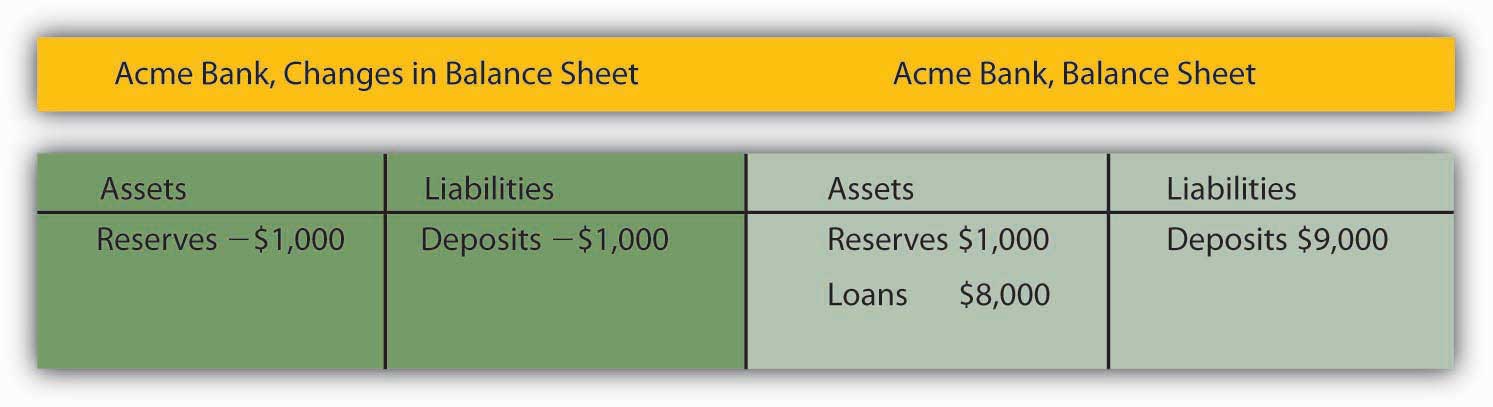 Acme Bank, Changes in Balance Sheet Acme Bank, Balance Sheet
Assets Liabilities Assets Liabilities
Reserves −$1,000 Deposits −$1,000 Reserves $1,000 Deposits $9,000
Loans $8,000